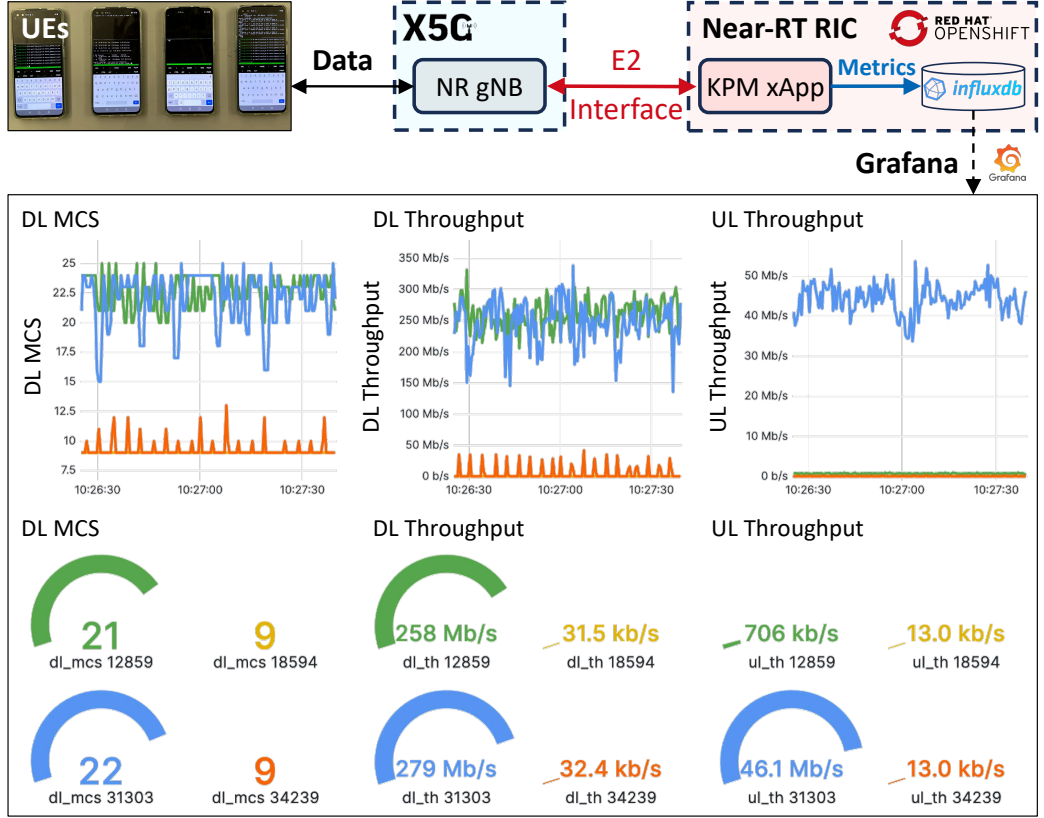 UEs
Data
X5G
NR gNB
E2
Interface
Near-RT RIC
RED HAT
OPENSHIFT
KPM xApp
Metrics
influxdb
Grafana
Grafana
DL MCS
DL MCS
25
22.5
20
17.5
15
12.5
10
7.5
10:26:30
10:27:00
10:27:30
DL Throughput
DL Throughput
350 Mb/s
300 Mb/s
250 Mb/s
200 Mb/s
150 Mb/s
100 Mb/s
50 Mb/s
0 b/s
10:26:30
10:27:00
10:27:30
UL Throughput
UL Throughput
50 Mb/s
40 Mb/s
30 Mb/s
20 Mb/s
10 Mb/s
0 b/s
10:26:30
10:27:00
10:27:30
DL MCS
21
dl_mcs 12859
9
dl_mcs 18594
22
dl_mcs 31303
9
dl_mcs 34239
DL Throughput
258 Mb/s
dl_th 12859
31.5 kb/s
dl_th 18594
279 Mb/s
dl_th 31303
32.4 kb/s
dl_th 34239
UL Throughput
706 kb/s
ul_th 12859
13.0 kb/s
ul_th 18594
46.1 Mb/s
ul_th 31303
13.0 kb/s
ul_th 34239